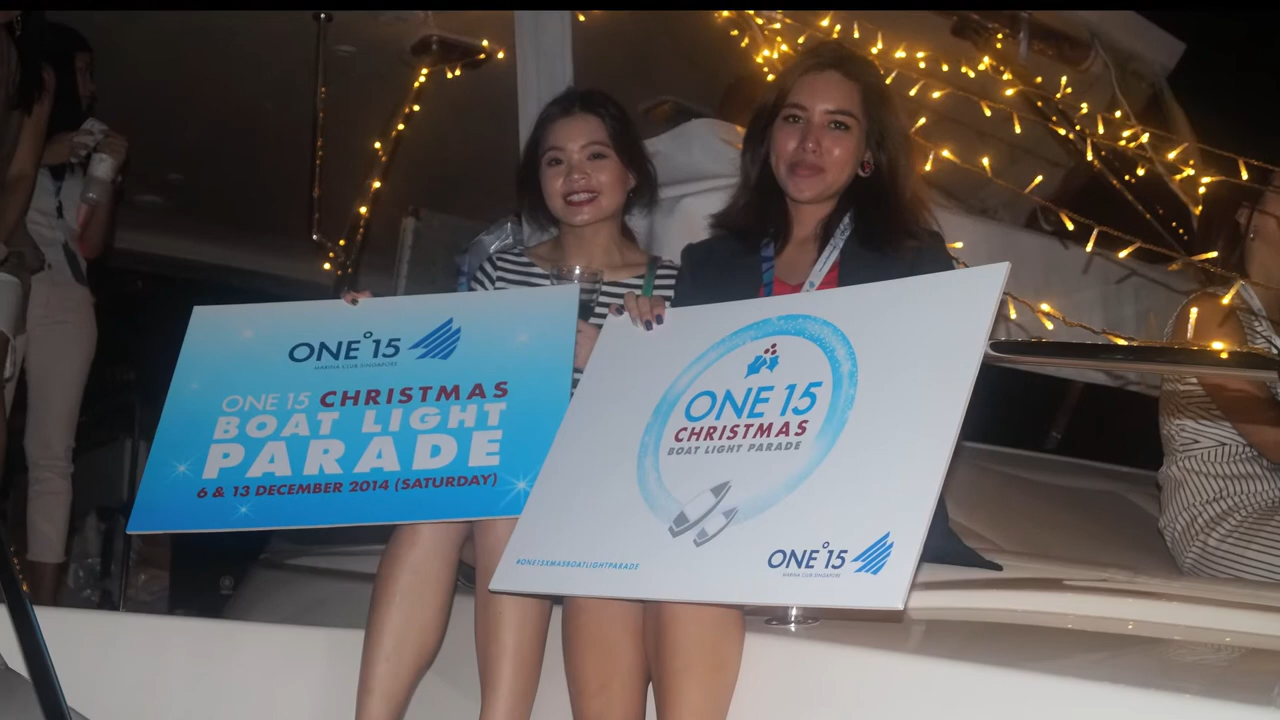 ONE°15
MARINA CLUB SINGAPORE
ONE 15 CHRISTMAS
BOAT LIGHT
PARADE
6 & 13 DECEMBER 2014 (SATURDAY)
ONE 15
CHRISTMAS
BOAT LIGHT PARADE
#ONE15XMASBOATLIGHTPARADE
ONE°15
MARINA CLUB SINGAPORE